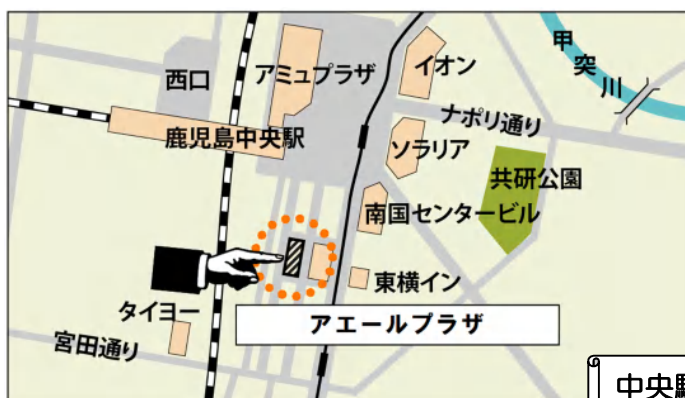 甲突川
西口
アミュプラザ
イオン
ナポリ通り
鹿児島中央駅
ソラリア
共研公園
南国センタービル
東横イン
タイヨー
アエールプラザ
宮田通り
中央駅